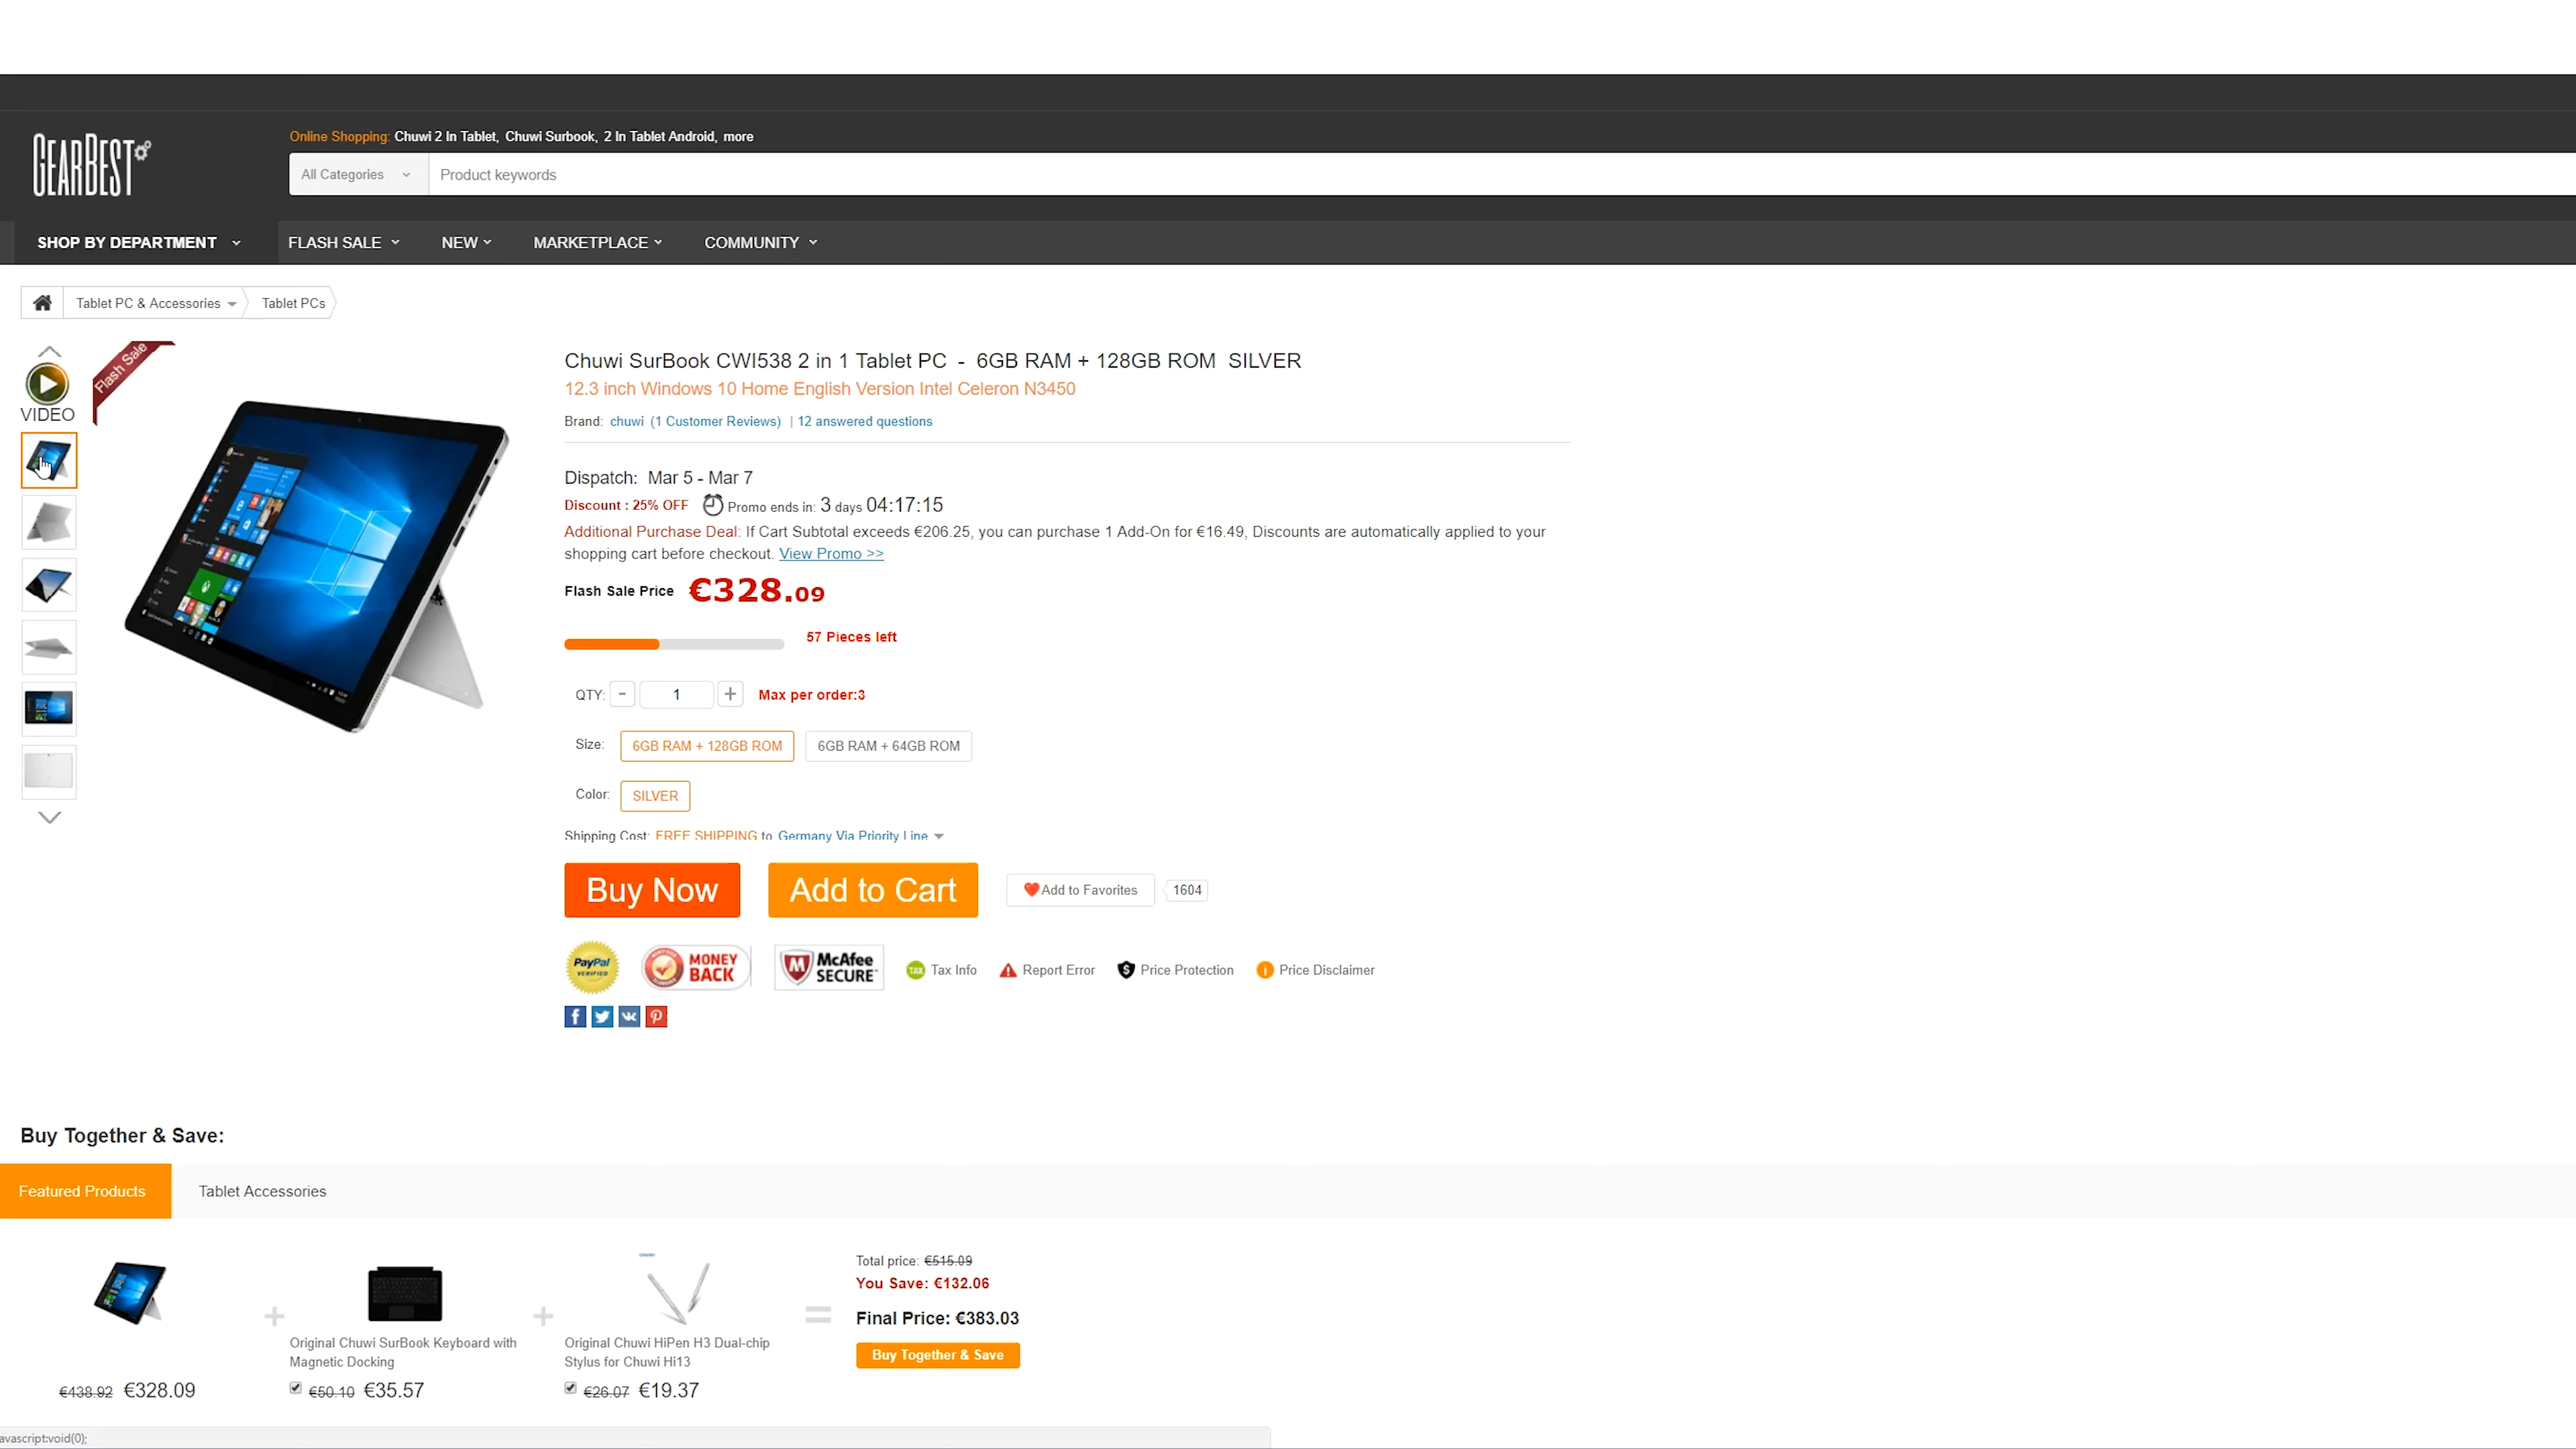 Online Shopping: Chuwi 2 In Tablet, Chuwi Surbook, 2 In Tablet Android, more
GEARBEST
All Categories
Product keywords
SHOP BY DEPARTMENT
FLASH SALE
NEW
MARKETPLACE
COMMUNITY
Tablet PC & Accessories
Tablet PCs
VIDEO
Flash Sale
Chuwi SurBook CWI538 2 in 1 Tablet PC - 6GB RAM + 128GB ROM SILVER
12.3 inch Windows 10 Home English Version Intel Celeron N3450
Brand: chuwi (1 Customer Reviews) | 12 answered questions
Dispatch: Mar 5 - Mar 7
Discount : 25% OFF Promo ends in: 3 days 04:17:15
Additional Purchase Deal: If Cart Subtotal exceeds €206.25, you can purchase 1 Add-On for €16.49, Discounts are automatically applied to your
shopping cart before checkout. View Promo >>
Flash Sale Price €328.09
57 Pieces left
QTY: - 1 + Max per order:3
Size: 6GB RAM + 128GB ROM 6GB RAM + 64GB ROM
Color: SILVER
Shipping Cost: FREE SHIPPING to Germany Via Priority Line
Buy Now
Add to Cart
Add to Favorites
1604
PayPal
VERIFIED
MONEY
BACK
McAfee
SECURE
TAX Tax Info
Report Error
Price Protection
Price Disclaimer
Buy Together & Save:
Featured Products
Tablet Accessories
€438.92 €328.09
+
Original Chuwi SurBook Keyboard with
Magnetic Docking
€50.10 €35.57
+
Original Chuwi HiPen H3 Dual-chip
Stylus for Chuwi Hi13
€26.07 €19.37
=
Total price: €515.09
You Save: €132.06
Final Price: €383.03
Buy Together & Save
avascript:void(0);